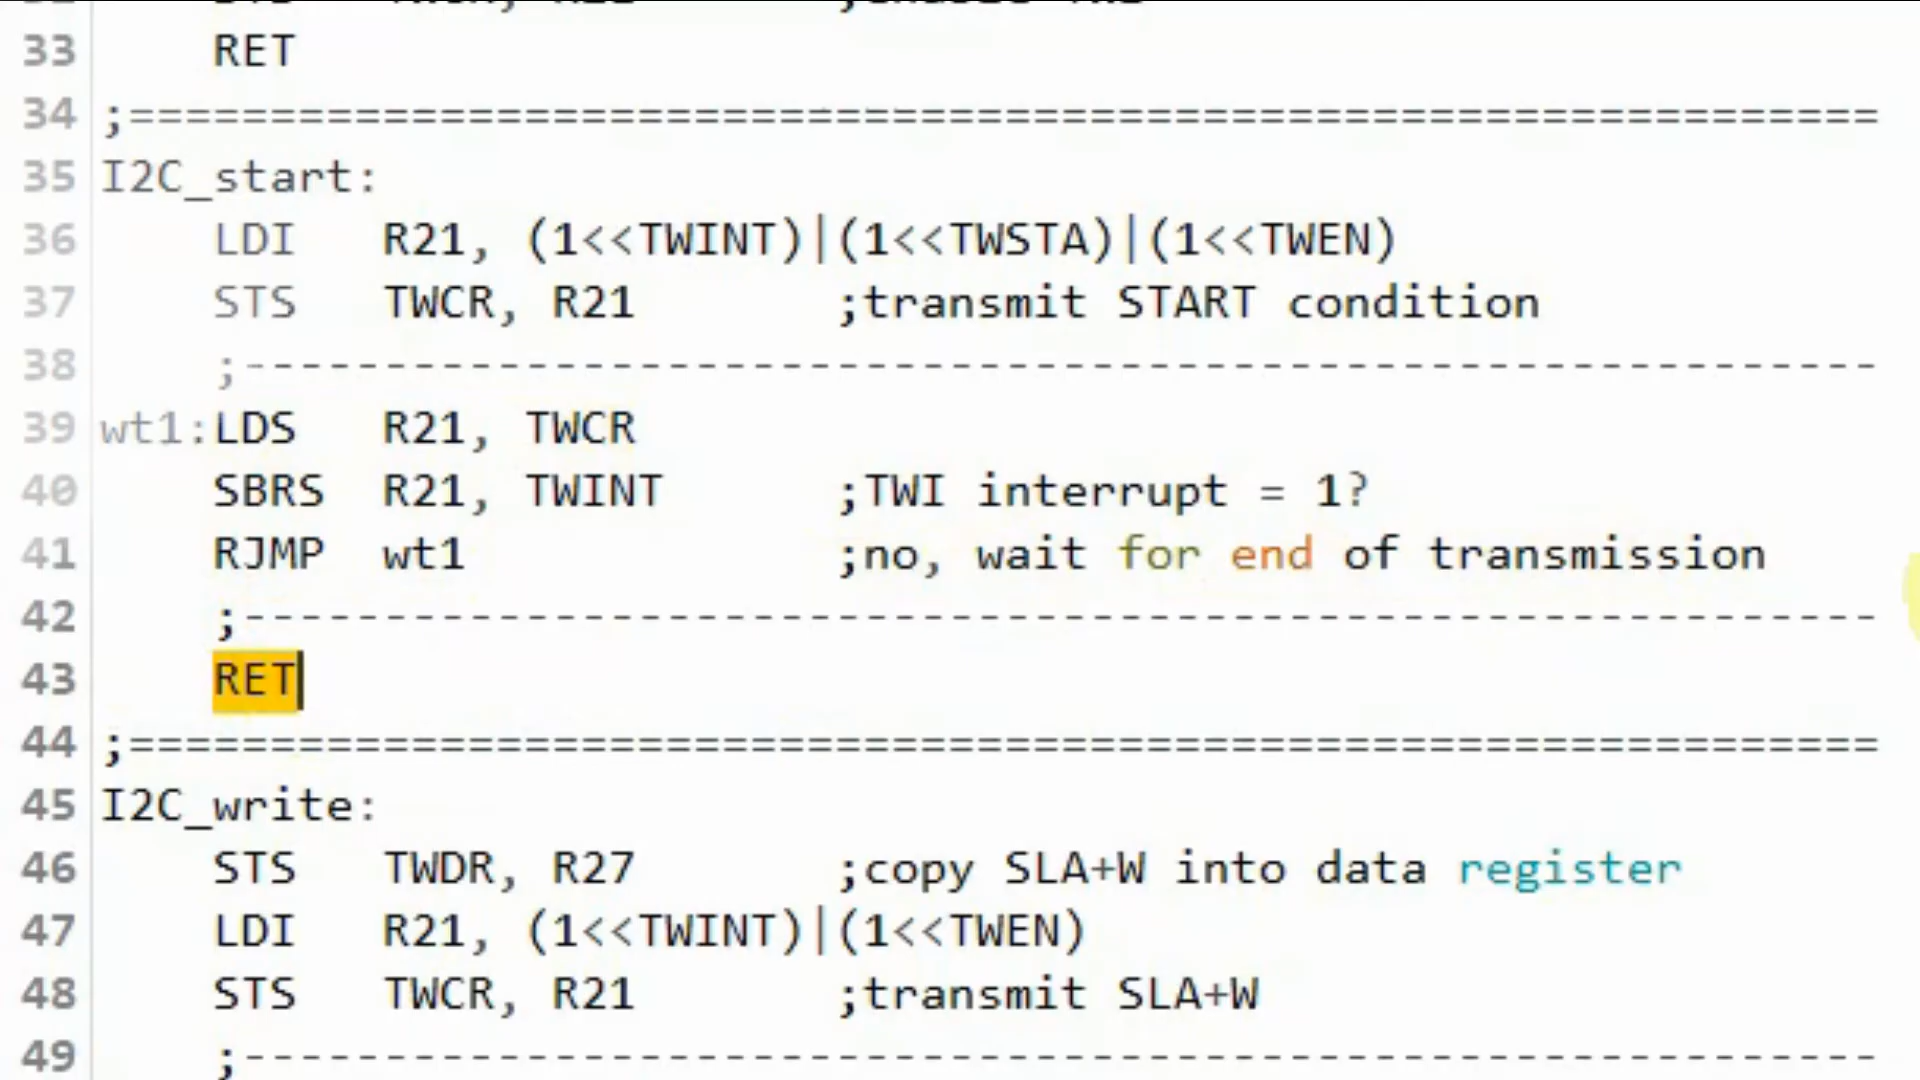 33 RET
34 ;==============================================================
35 I2C_start:
36 LDI R21, (1<<TWINT)|(1<<TWSTA)|(1<<TWEN)
37 STS TWCR, R21 ;transmit START condition
38 ;----------------------------------------------------------
39 wt1:LDS R21, TWCR
40 SBRS R21, TWINT ;TWI interrupt = 1?
41 RJMP wt1 ;no, wait for end of transmission
42 ;----------------------------------------------------------
43 RET
44 ;==============================================================
45 I2C_write:
46 STS TWDR, R27 ;copy SLA+W into data register
47 LDI R21, (1<<TWINT)|(1<<TWEN)
48 STS TWCR, R21 ;transmit SLA+W
49 ;----------------------------------------------------------